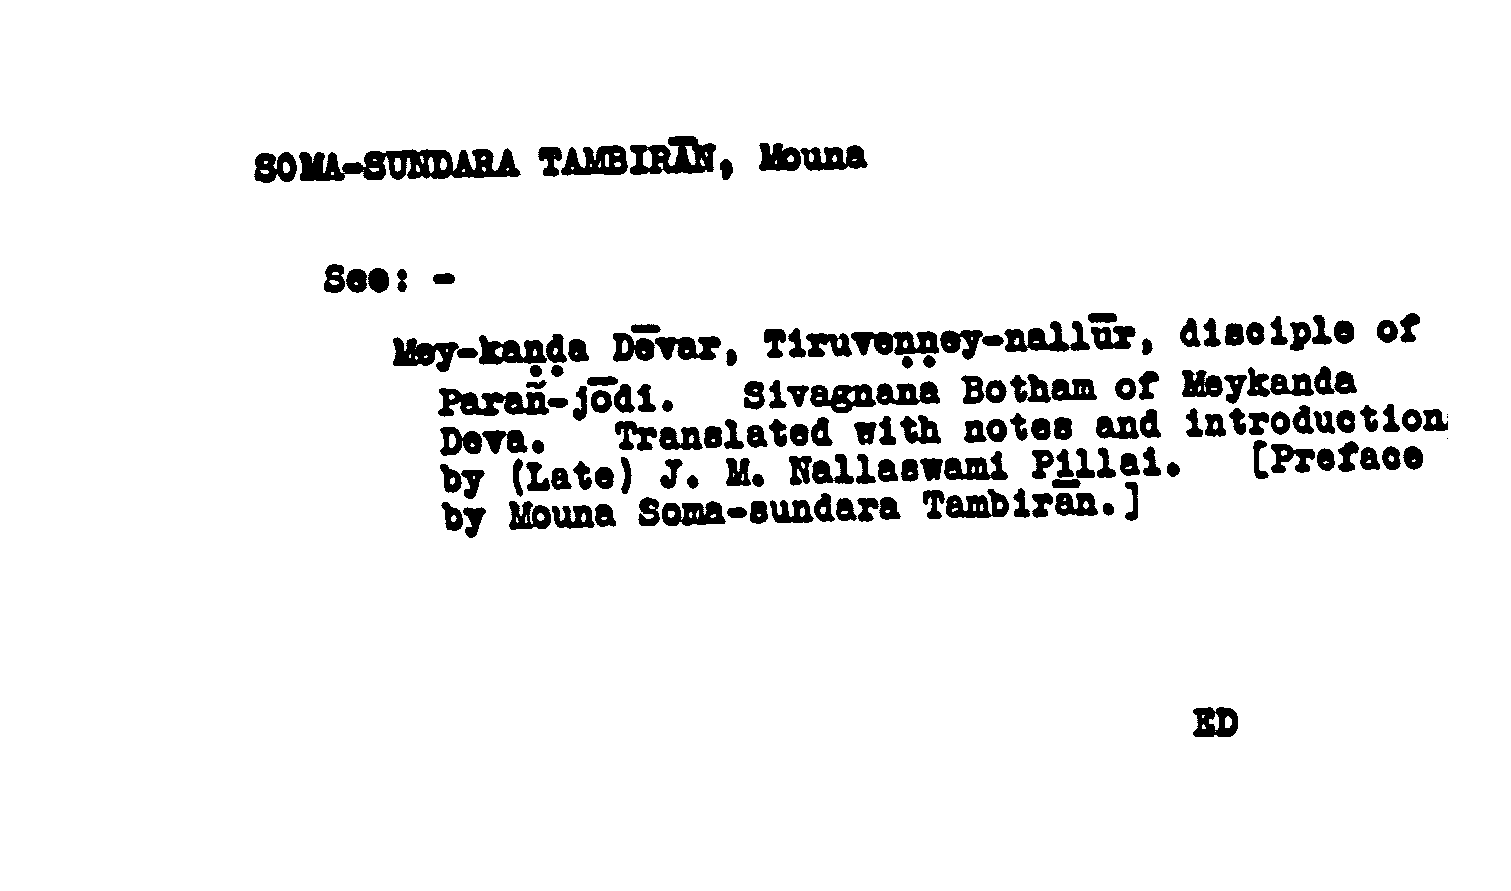 SOMA-SUNDARA TAMBIRĀN, Mouna
See: -
Mey-kaṇḍa Dēvar, Tiruveṇṇey-nallūr, disciple of
Parañ-jōdi. Sivagnana Botham of Meykanda
Deva. Translated with notes and introduction
by (Late) J. M. Nallaswami Pillai. [Preface
by Mouna Soma-sundara Tambirān.]
ED